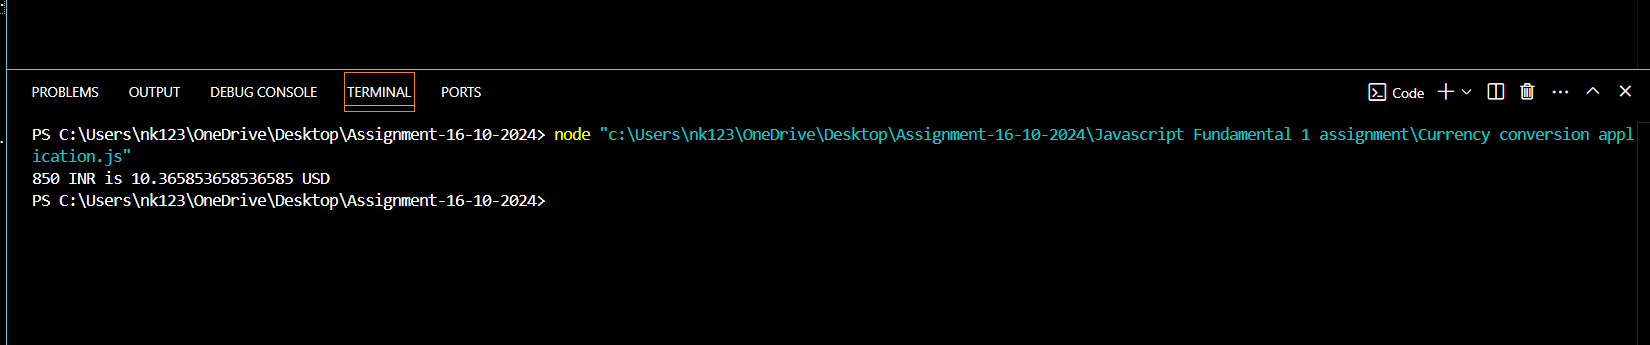 PROBLEMS OUTPUT DEBUG CONSOLE TERMINAL PORTS Code
PS C:\Users\nk123\OneDrive\Desktop\Assignment-16-10-2024> node "c:\Users\nk123\OneDrive\Desktop\Assignment-16-10-2024\Javascript Fundamental 1 assignment\Currency conversion appl
ication.js"
850 INR is 10.365853658536585 USD
PS C:\Users\nk123\OneDrive\Desktop\Assignment-16-10-2024>